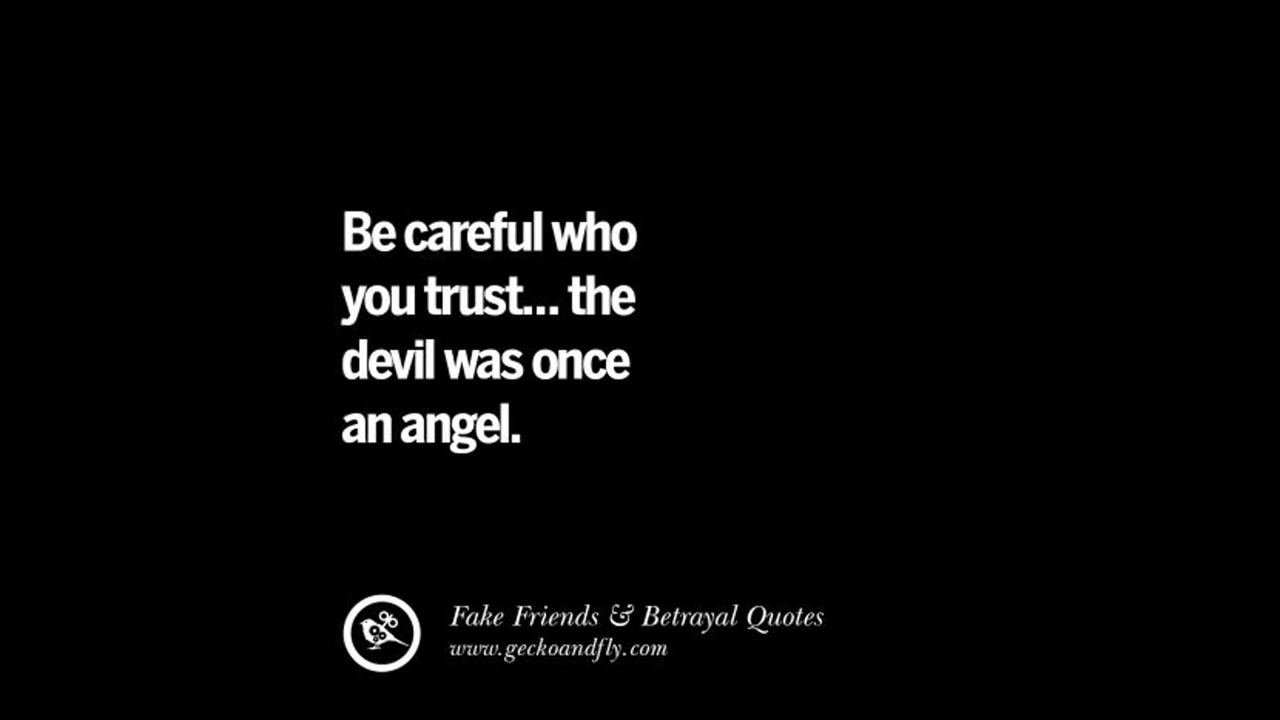 Be careful who
you trust... the
devil was once
an angel.
Fake Friends & Betrayal Quotes
www.geckoandfly.com